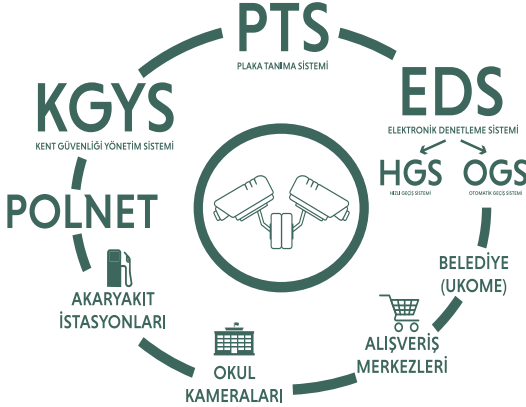 PTS
PLAKA TANIMA SİSTEMİ
KGYS
KENT GÜVENLİĞİ YÖNETİM SİSTEMİ
EDS
ELEKTRONİK DENETLEME SİSTEMİ
HGS
HIZLI GEÇİŞ SİSTEMİ
OGS
OTOMATİK GEÇİŞ SİSTEMİ
POLNET
BELEDİYE
(UKOME)
AKARYAKIT
İSTASYONLARI
ALIŞVERİŞ
MERKEZLERİ
OKUL
KAMERALARI